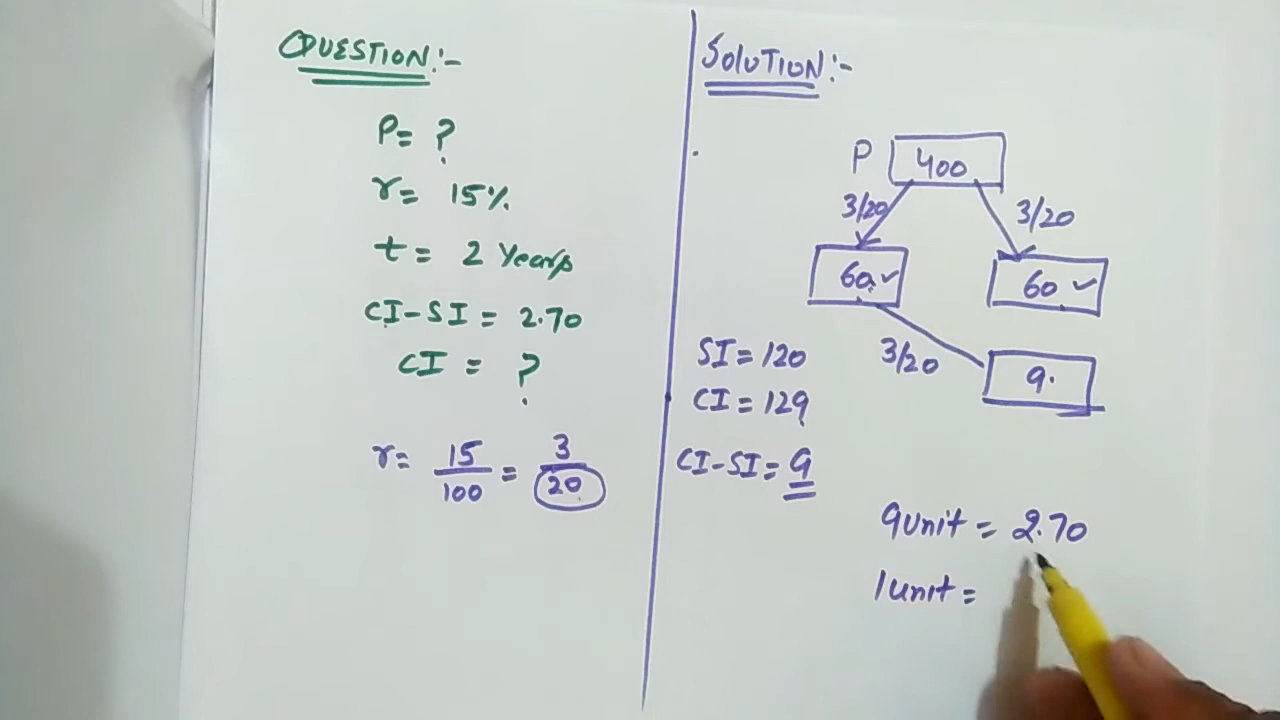 QUESTION:-
P= ?
r= 15%
t= 2 Years
CI-SI= 2.70
CI = ?
r= 15/100 = 3/20
SOLUTION:-
P 400
3/20 3/20
60 ✓ 60 ✓
3/20 9.
SI= 120
CI = 129
CI-SI= 9
9unit = 2.70
1unit =